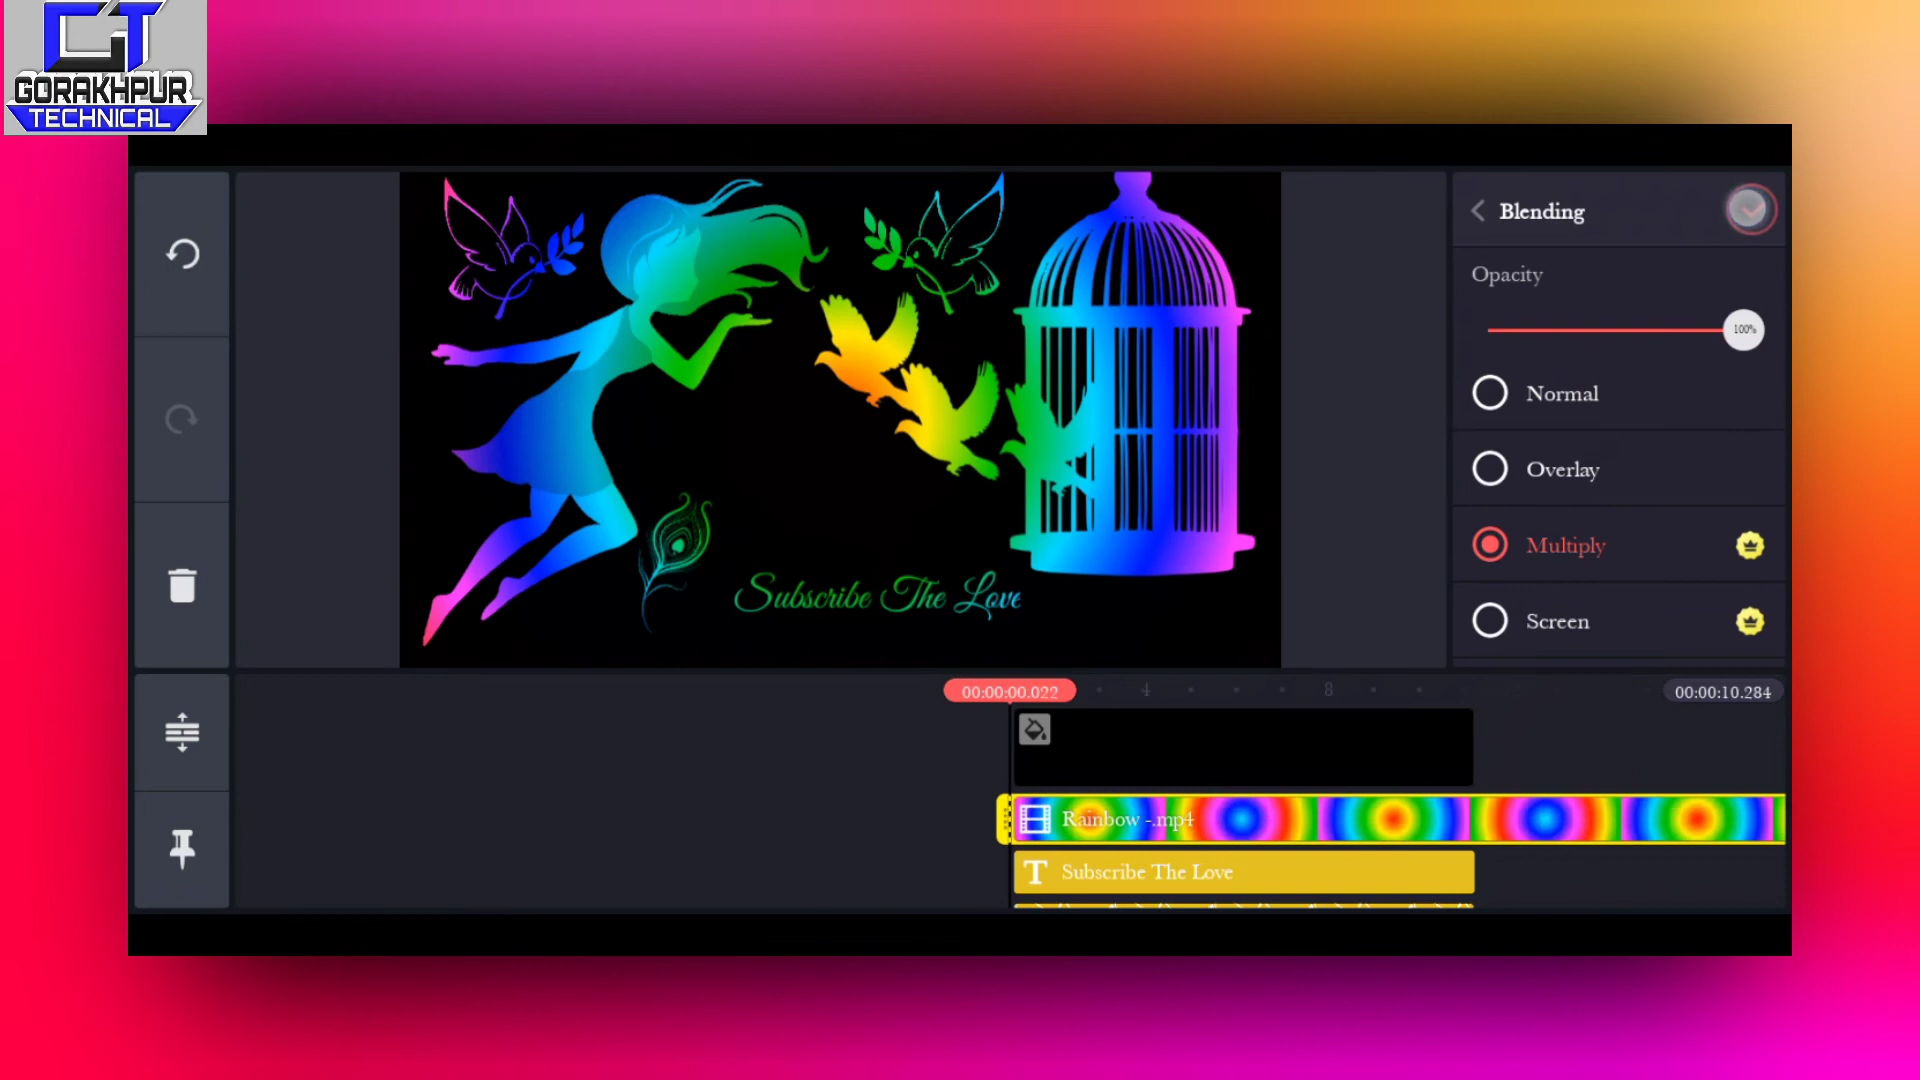 GT
GORAKHPUR
TECHNICAL
Blending
Opacity
100%
Normal
Overlay
Multiply
Screen
Subscribe The Love
00:00:00.022
4
8
00:00:10.284
Rainbow -.mp4
Subscribe The Love